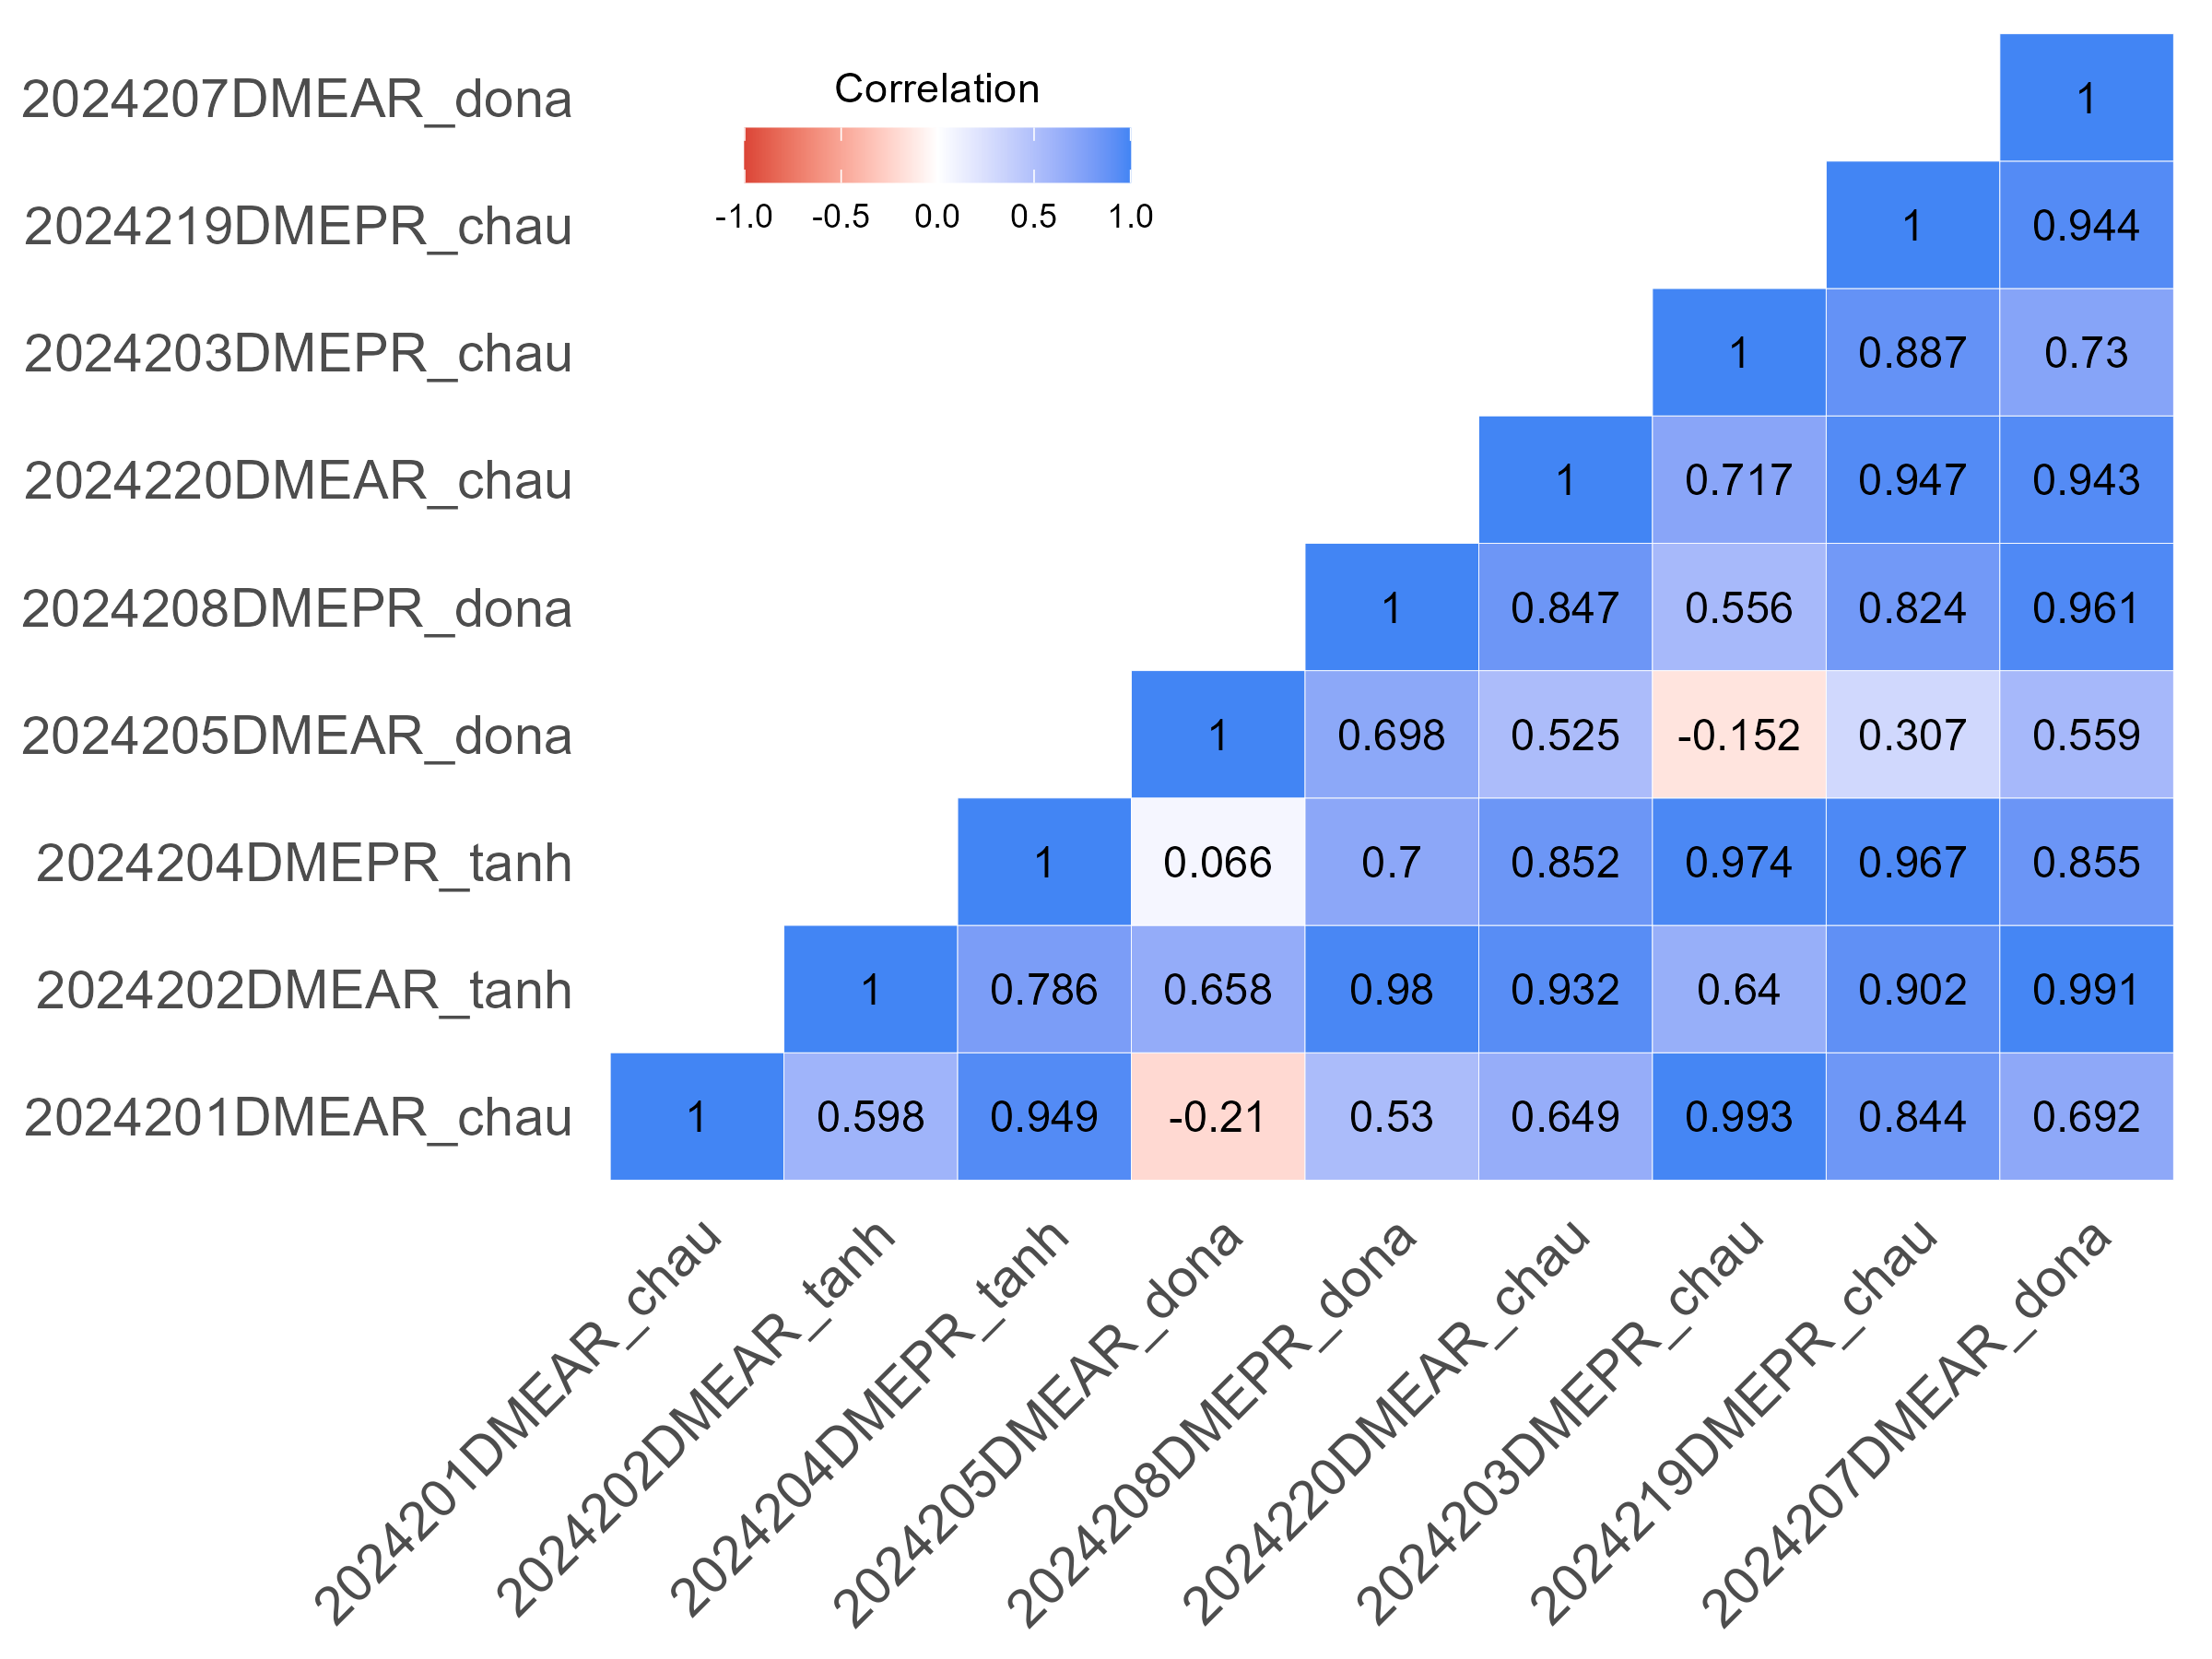 Correlation
-1.0 -0.5 0.0 0.5 1.0
2024207DMEAR_dona 1
2024219DMEPR_chau 1 0.944
2024203DMEPR_chau 1 0.887 0.73
2024220DMEAR_chau 1 0.717 0.947 0.943
2024208DMEPR_dona 1 0.847 0.556 0.824 0.961
2024205DMEAR_dona 1 0.698 0.525 -0.152 0.307 0.559
2024204DMEPR_tanh 1 0.066 0.7 0.852 0.974 0.967 0.855
2024202DMEAR_tanh 1 0.786 0.658 0.98 0.932 0.64 0.902 0.991
2024201DMEAR_chau 1 0.598 0.949 -0.21 0.53 0.649 0.993 0.844 0.692
2024201DMEAR_chau
2024202DMEAR_tanh
2024204DMEPR_tanh
2024205DMEAR_dona
2024208DMEPR_dona
2024220DMEAR_chau
2024203DMEPR_chau
2024219DMEPR_chau
2024207DMEAR_dona